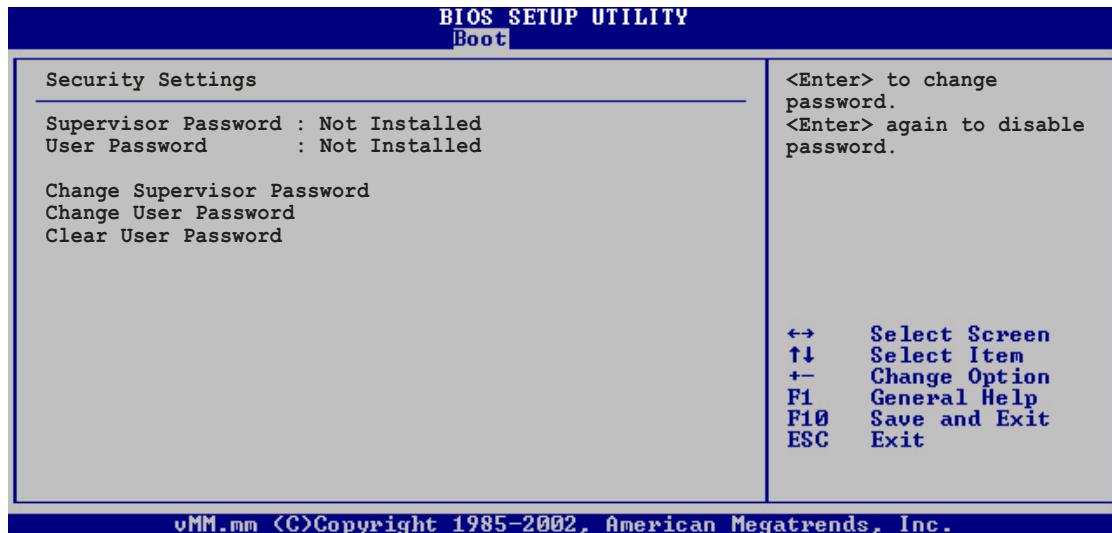 BIOS SETUP UTILITY
Boot
Security Settings
Supervisor Password : Not Installed
User Password : Not Installed
Change Supervisor Password
Change User Password
Clear User Password
<Enter> to change
password.
<Enter> again to disable
password.
←→ Select Screen
↑↓ Select Item
+- Change Option
F1 General Help
F10 Save and Exit
ESC Exit
vMM.mm (C)Copyright 1985-2002, American Megatrends, Inc.